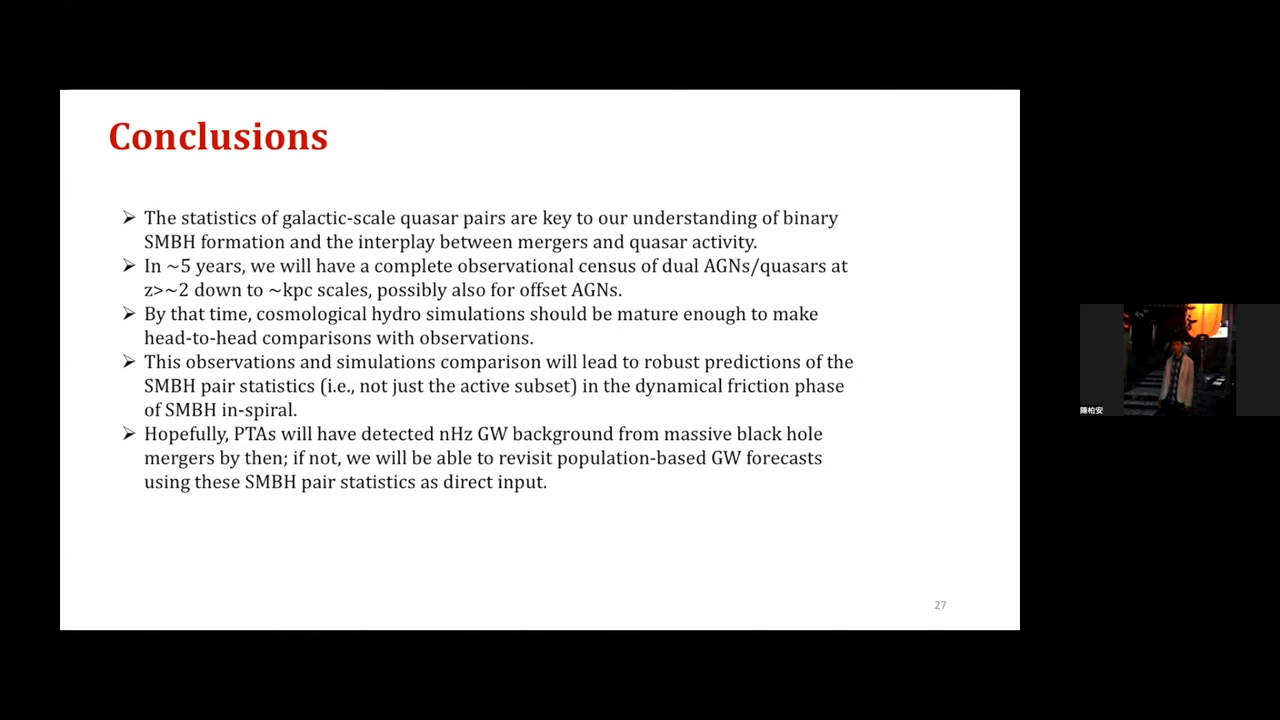 Conclusions
➢ The statistics of galactic-scale quasar pairs are key to our understanding of binary
SMBH formation and the interplay between mergers and quasar activity.
➢ In ~5 years, we will have a complete observational census of dual AGNs/quasars at
z>~2 down to ~kpc scales, possibly also for offset AGNs.
➢ By that time, cosmological hydro simulations should be mature enough to make
head-to-head comparisons with observations.
➢ This observations and simulations comparison will lead to robust predictions of the
SMBH pair statistics (i.e., not just the active subset) in the dynamical friction phase
of SMBH in-spiral.
➢ Hopefully, PTAs will have detected nHz GW background from massive black hole
mergers by then; if not, we will be able to revisit population-based GW forecasts
using these SMBH pair statistics as direct input.
27
陳柏安